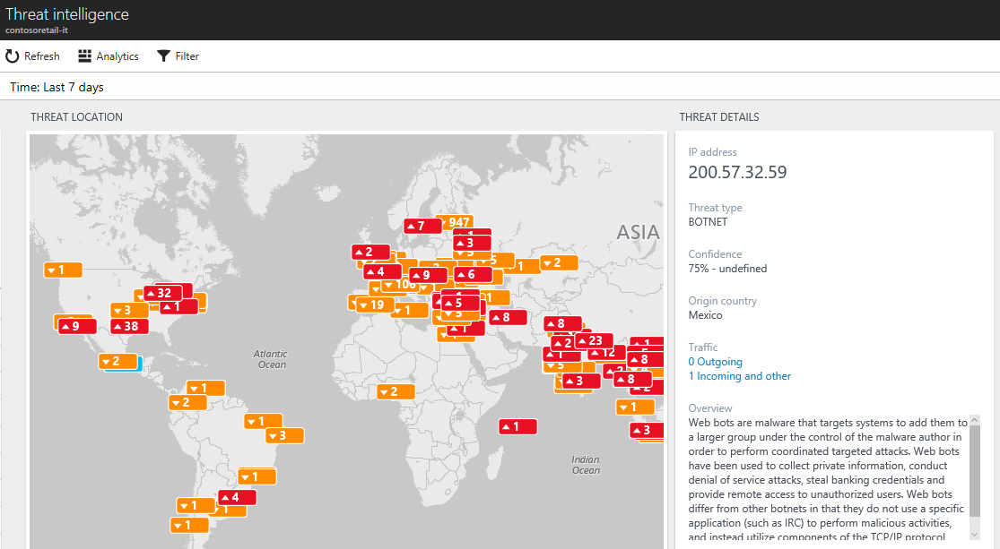 Threat intelligence
contosoretail-it
Refresh
Analytics
Filter
Time: Last 7 days
THREAT LOCATION
7
947
ASIA
3
2
5
5
2
1
1
4
9
6
32
1
3
19
1
5
8
8
9
38
1
2
23
12
1
8
2
5
3
8
1
2
2
2
1
1
3
1
3
1
4
1
1
1
Atlantic
Ocean
Indian
Ocean
THREAT DETAILS
IP address
200.57.32.59
Threat type
BOTNET
Confidence
75% - undefined
Origin country
Mexico
Traffic
0 Outgoing
1 Incoming and other
Overview
Web bots are malware that targets systems to add them to
a larger group under the control of the malware author in
order to perform coordinated targeted attacks. Web bots
have been used to collect private information, conduct
denial of service attacks, steal banking credentials and
provide remote access to unauthorized users. Web bots
differ from other botnets in that they do not use a specific
application (such as IRC) to perform malicious activities,
and instead utilize components of the TCP/IP protocol